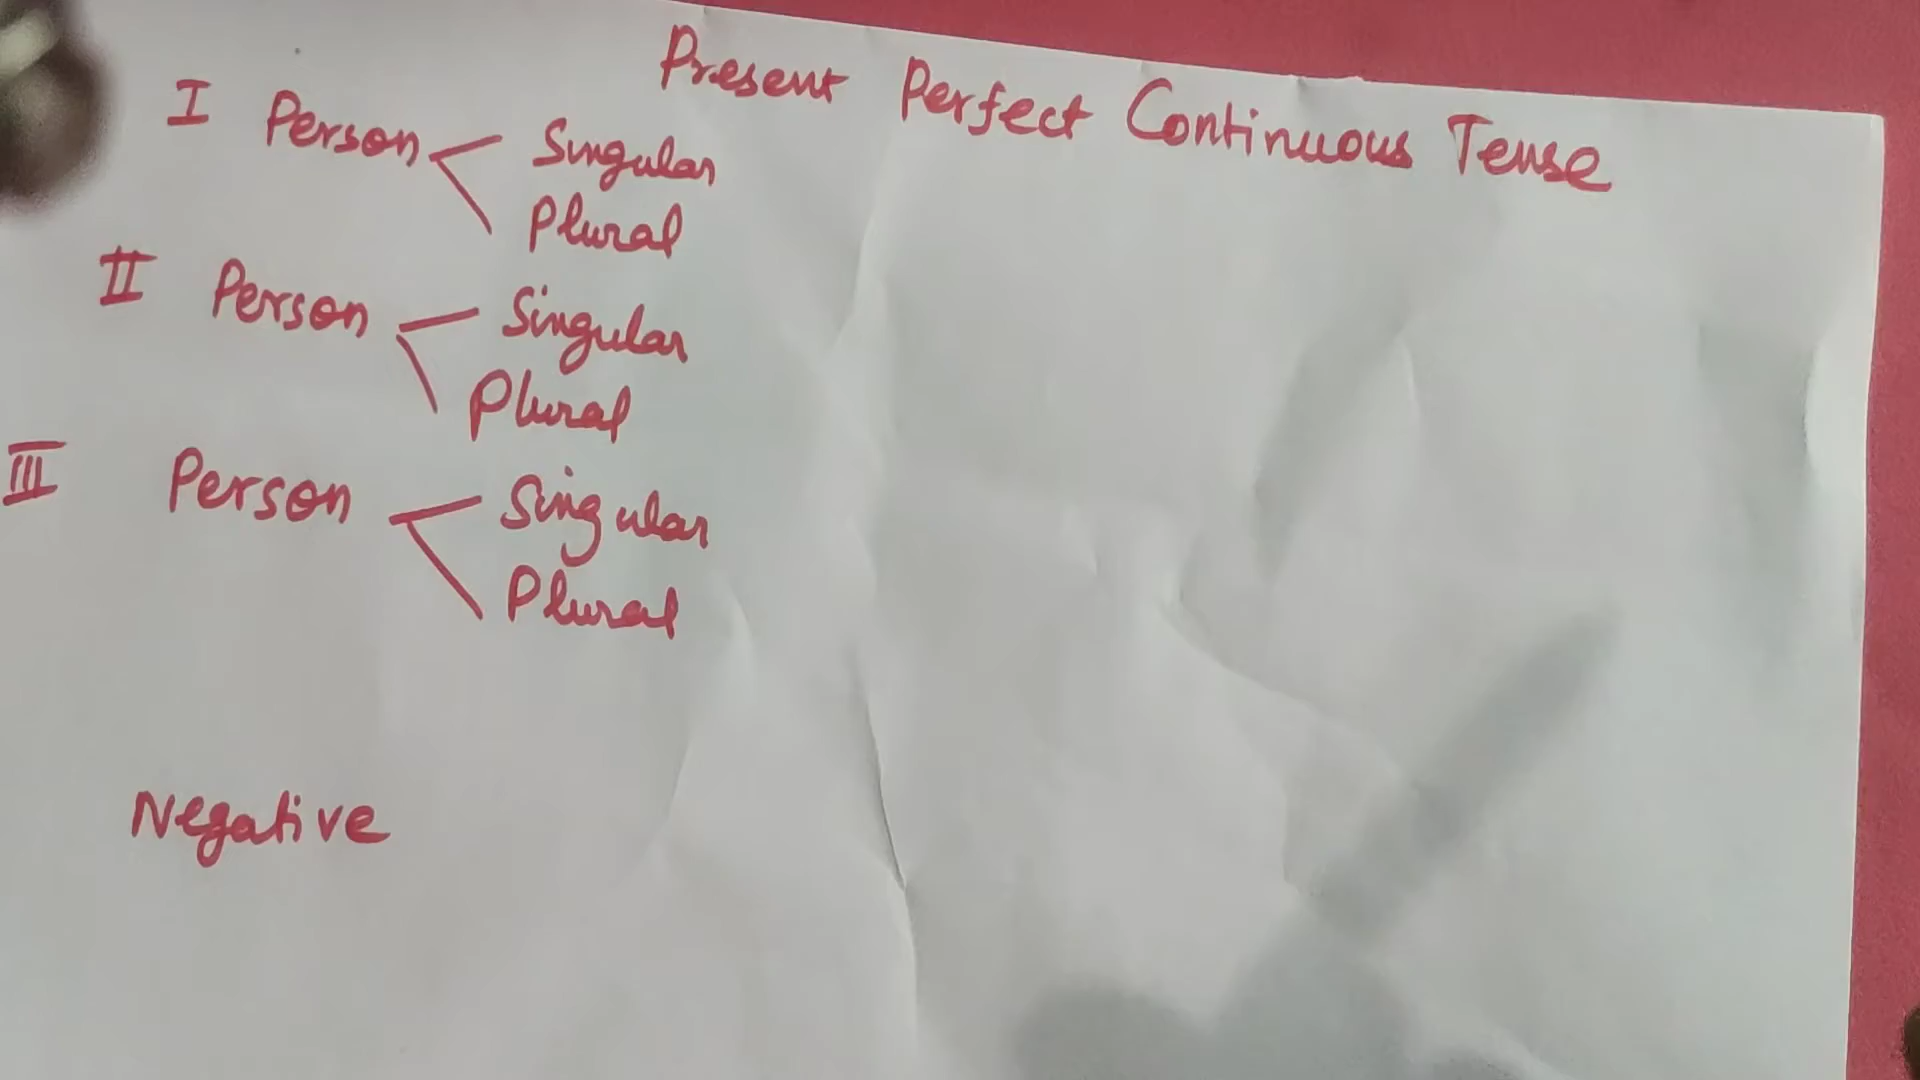 Present Perfect Continuous Tense
I Person Singular
Plural
II Person Singular
Plural
III Person Singular
Plural
Negative